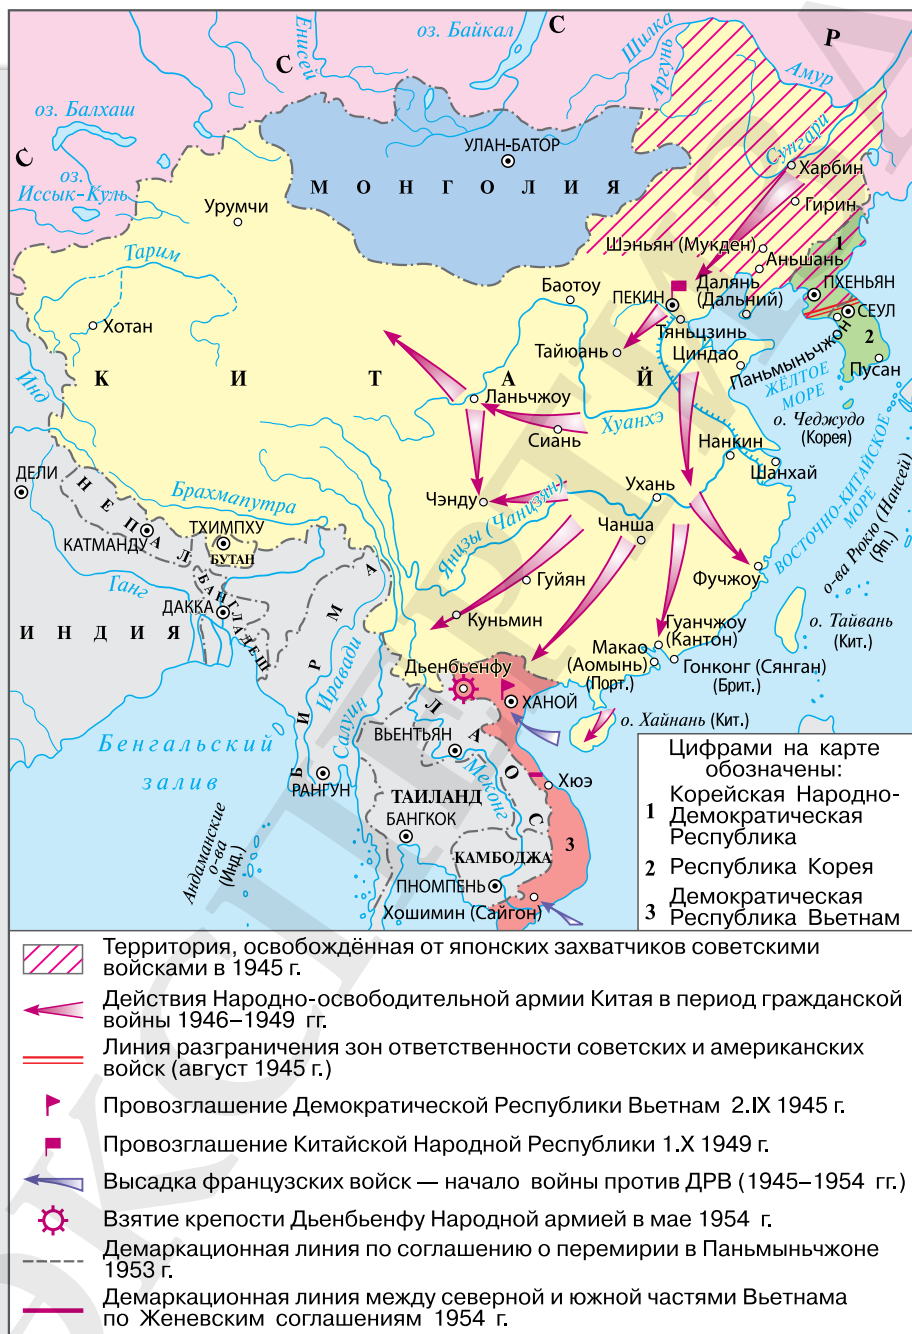 оз. Байкал
Енисей
С
С
Р
Шилка
Аргунь
Амур
оз. Балхаш
С
оз.
Иссык-Куль
УЛАН-БАТОР
МОНГОЛИЯ
Сунгари
Харбин
Гирин
Урумчи
Тарим
Хотан
Шэньян (Мукден)
Аньшань
1
Баотоу
ПЕКИН
Далянь
(Дальний)
ПХЕНЬЯН
СЕУЛ
Тяньцзинь
Тайюань
Циндао
Паньмыньчжон
2
Пусан
ЖЁЛТОЕ
МОРЕ
КИТАЙ
Инд
Ланьчжоу
Хуанхэ
о. Чеджудо
(Корея)
Сиань
Нанкин
Шанхай
ДЕЛИ
НЕПАЛ
КАТМАНДУ
Брахмапутра
ТХИМПХУ
БУТАН
Чэнду
Янцзы (Чанцзян)
Ухань
Чанша
ВОСТОЧНО-КИТАЙСКОЕ
МОРЕ
о-ва Рюкю (Нансей)
(Яп.)
Ганг
БАНГЛАДЕШ
ДАККА
ИНДИЯ
БИРМА
Гуйян
Фучжоу
Куньмин
Гуанчжоу
(Кантон)
о. Тайвань
(Кит.)
Макао
(Аомынь)
(Порт.)
Гонконг (Сянган)
(Брит.)
Иравади
Салуин
Дьенбьенфу
ХАНОЙ
ЛАОС
ВЬЕНТЬЯН
о. Хайнань (Кит.)
Бенгальский
залив
РАНГУН
Меконг
Хюэ
ТАИЛАНД
БАНГКОК
КАМБОДЖА
3
Андаманские
о-ва
(Инд.)
ПНОМПЕНЬ
Хошимин (Сайгон)
Цифрами на карте
обозначены:
1 Корейская Народно-
Демократическая
Республика
2 Республика Корея
3 Демократическая
Республика Вьетнам
Территория, освобождённая от японских захватчиков советскими
войсками в 1945 г.
Действия Народно-освободительной армии Китая в период гражданской
войны 1946–1949 гг.
Линия разграничения зон ответственности советских и американских
войск (август 1945 г.)
Провозглашение Демократической Республики Вьетнам 2.IX 1945 г.
Провозглашение Китайской Народной Республики 1.X 1949 г.
Высадка французских войск — начало войны против ДРВ (1945–1954 гг.)
Взятие крепости Дьенбьенфу Народной армией в мае 1954 г.
Демаркационная линия по соглашению о перемирии в Паньмыньчжоне
1953 г.
Демаркационная линия между северной и южной частями Вьетнама
по Женевским соглашениям 1954 г.